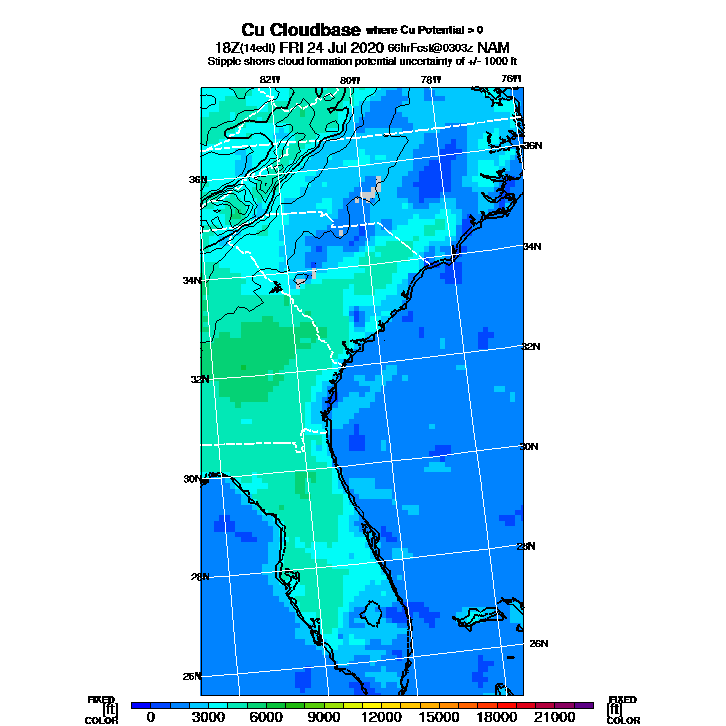 Cu Cloudbase where Cu Potential > 0
18Z(14edt) FRI 24 Jul 2020 66hrFcst@0303z NAM
Stipple shows cloud formation potential uncertainty of +/- 1000 ft
82W 80W 78W 76W
36N
36N
34N
34N
32N
32N
30N
30N
28N
28N
26N
26N
FIXED FIXED
[ft] [ft]
COLOR COLOR
0 3000 6000 9000 12000 15000 18000 21000